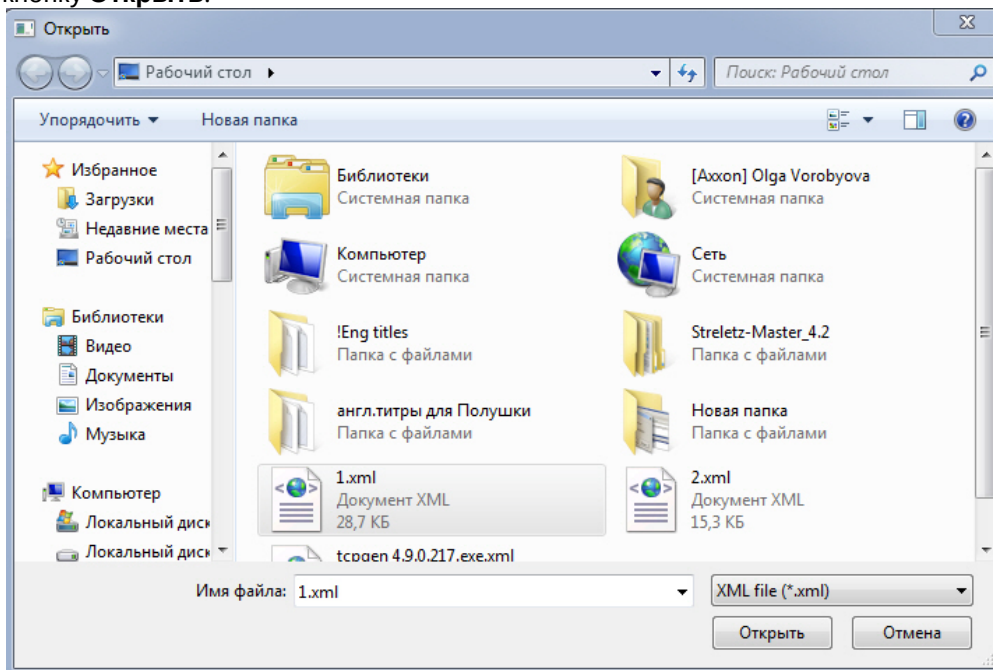 кнопку Открыть.
Открыть
Рабочий стол
Поиск: Рабочий стол
Упорядочить
Новая папка
Избранное
Загрузки
Недавние места
Рабочий стол
Библиотеки
Видео
Документы
Изображения
Музыка
Компьютер
Локальный диск
Локальный диск
Библиотеки
Системная папка
[Axxon] Olga Vorobyova
Системная папка
Компьютер
Системная папка
Сеть
Системная папка
!Eng titles
Папка с файлами
Streletz-Master_4.2
Папка с файлами
англ.титры для Полушки
Папка с файлами
Новая папка
Папка с файлами
1.xml
Документ XML
28,7 КБ
2.xml
Документ XML
15,3 КБ
tcpgen 4.9.0.217.exe.xml
Имя файла:
1.xml
XML file (*.xml)
Открыть
Отмена